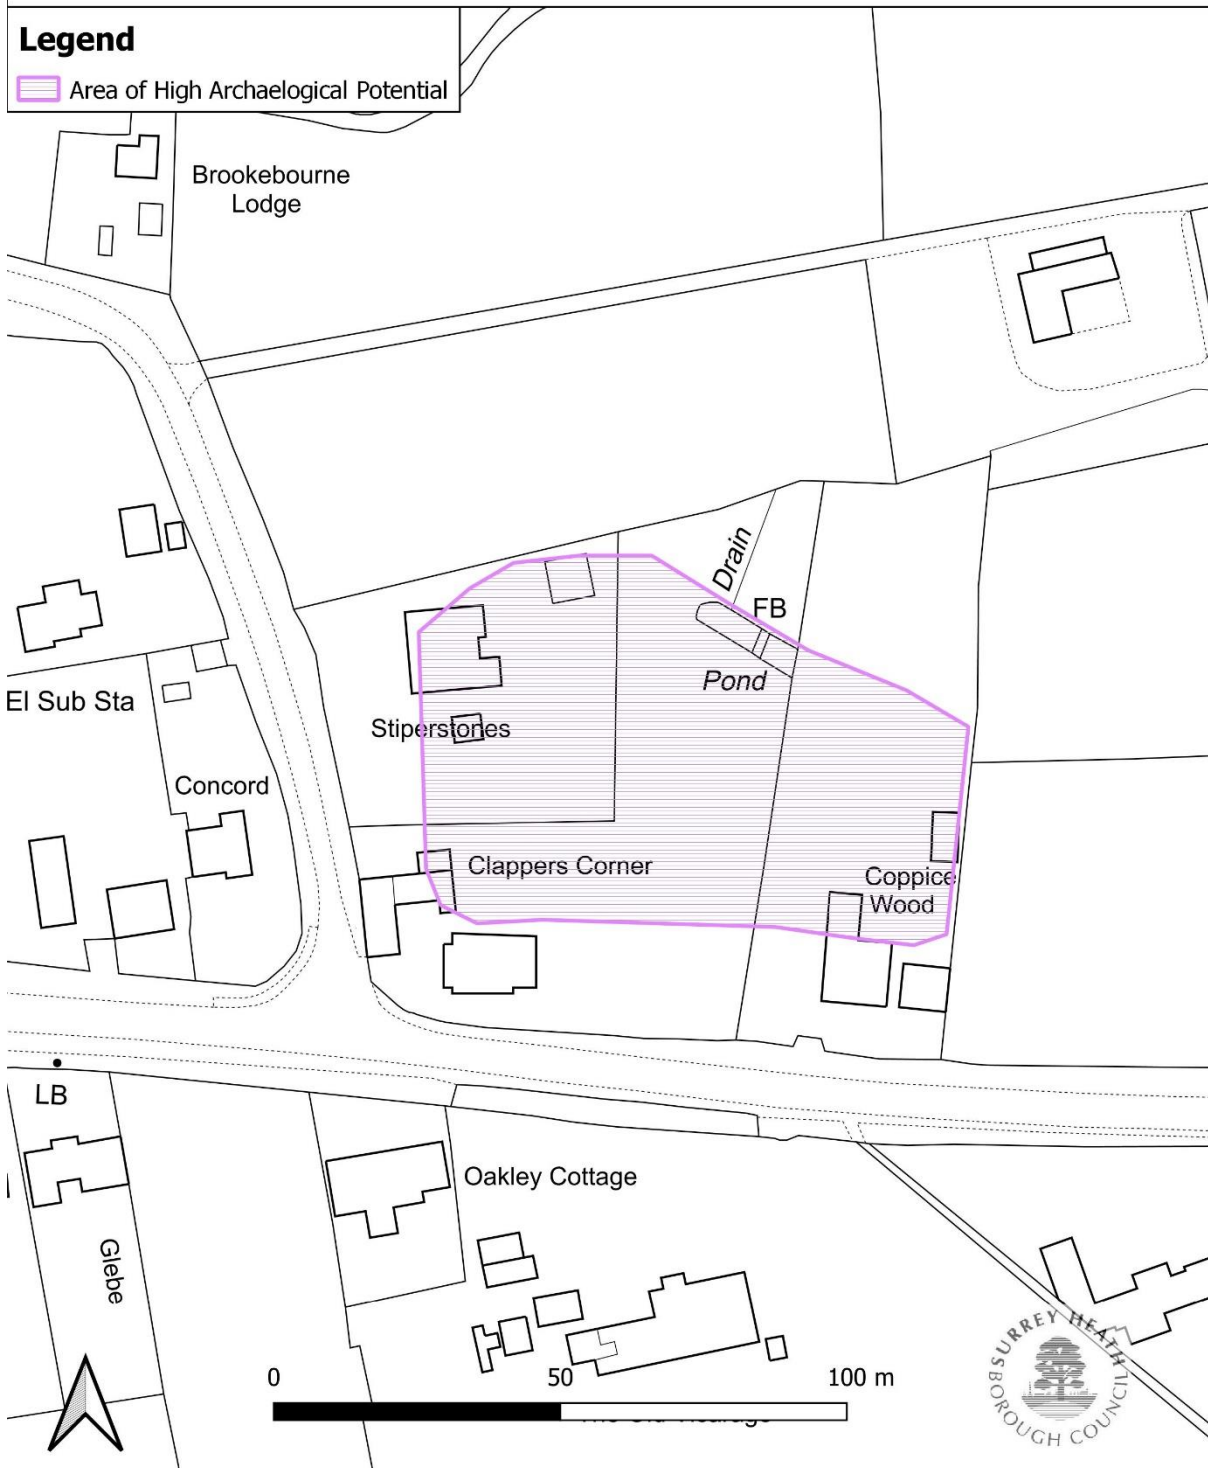 Legend
Area of High Archaelogical Potential
Brookebourne
Lodge
Drain
FB
Pond
El Sub Sta
Stiperstones
Concord
Clappers Corner
Coppice
Wood
LB
Oakley Cottage
Glebe
0 50 100 m
SURREY HEATH
BOROUGH COUNCIL